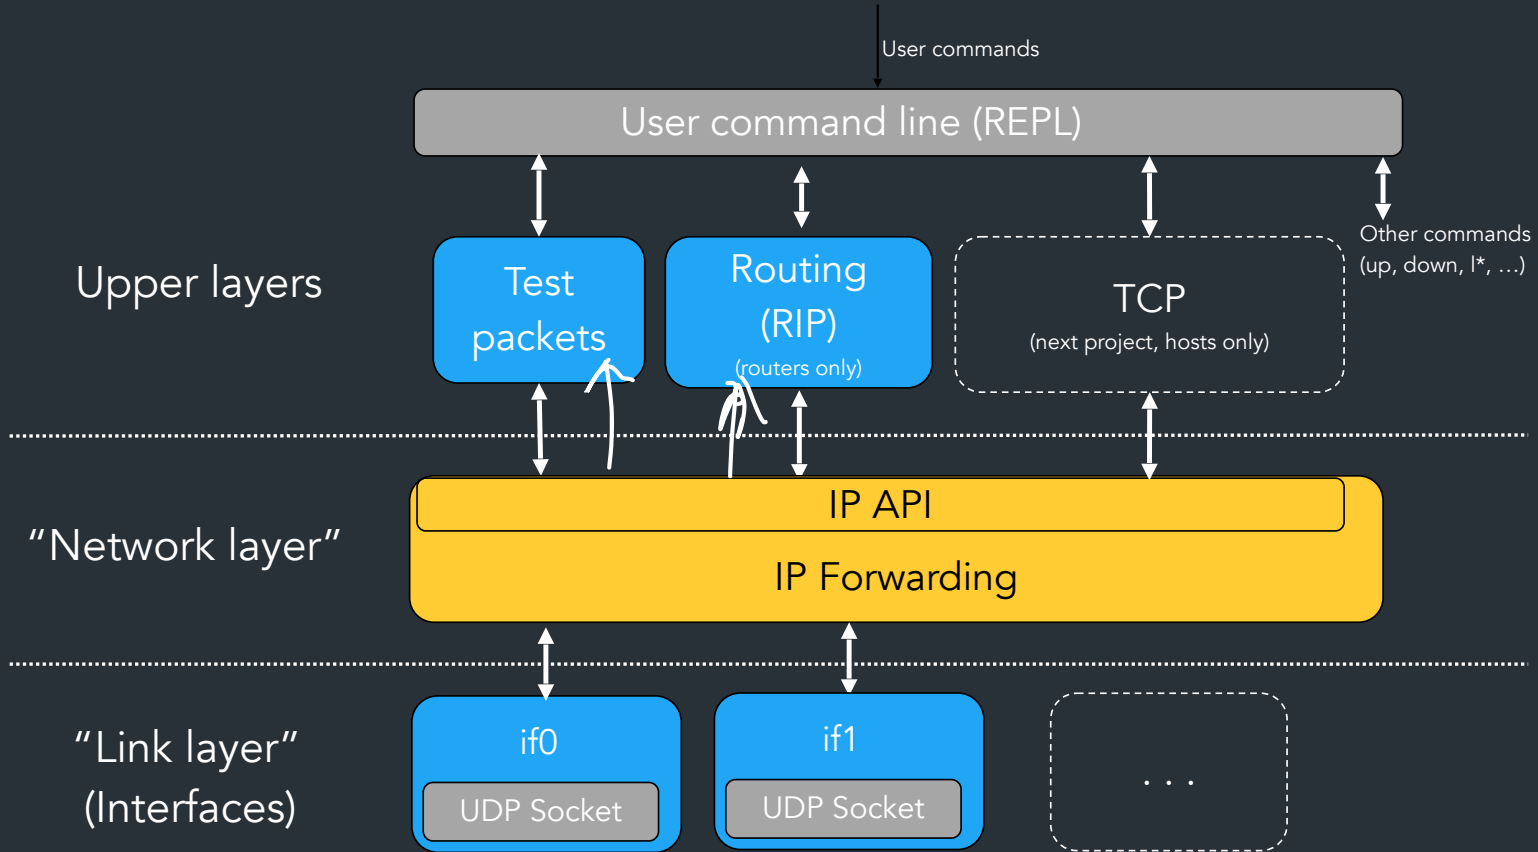 User commands
User command line (REPL)
Other commands
(up, down, l*, ...)
Upper layers
Test
packets
Routing
(RIP)
(routers only)
TCP
(next project, hosts only)
“Network layer”
IP API
IP Forwarding
“Link layer”
(Interfaces)
if0
UDP Socket
if1
UDP Socket
. . .